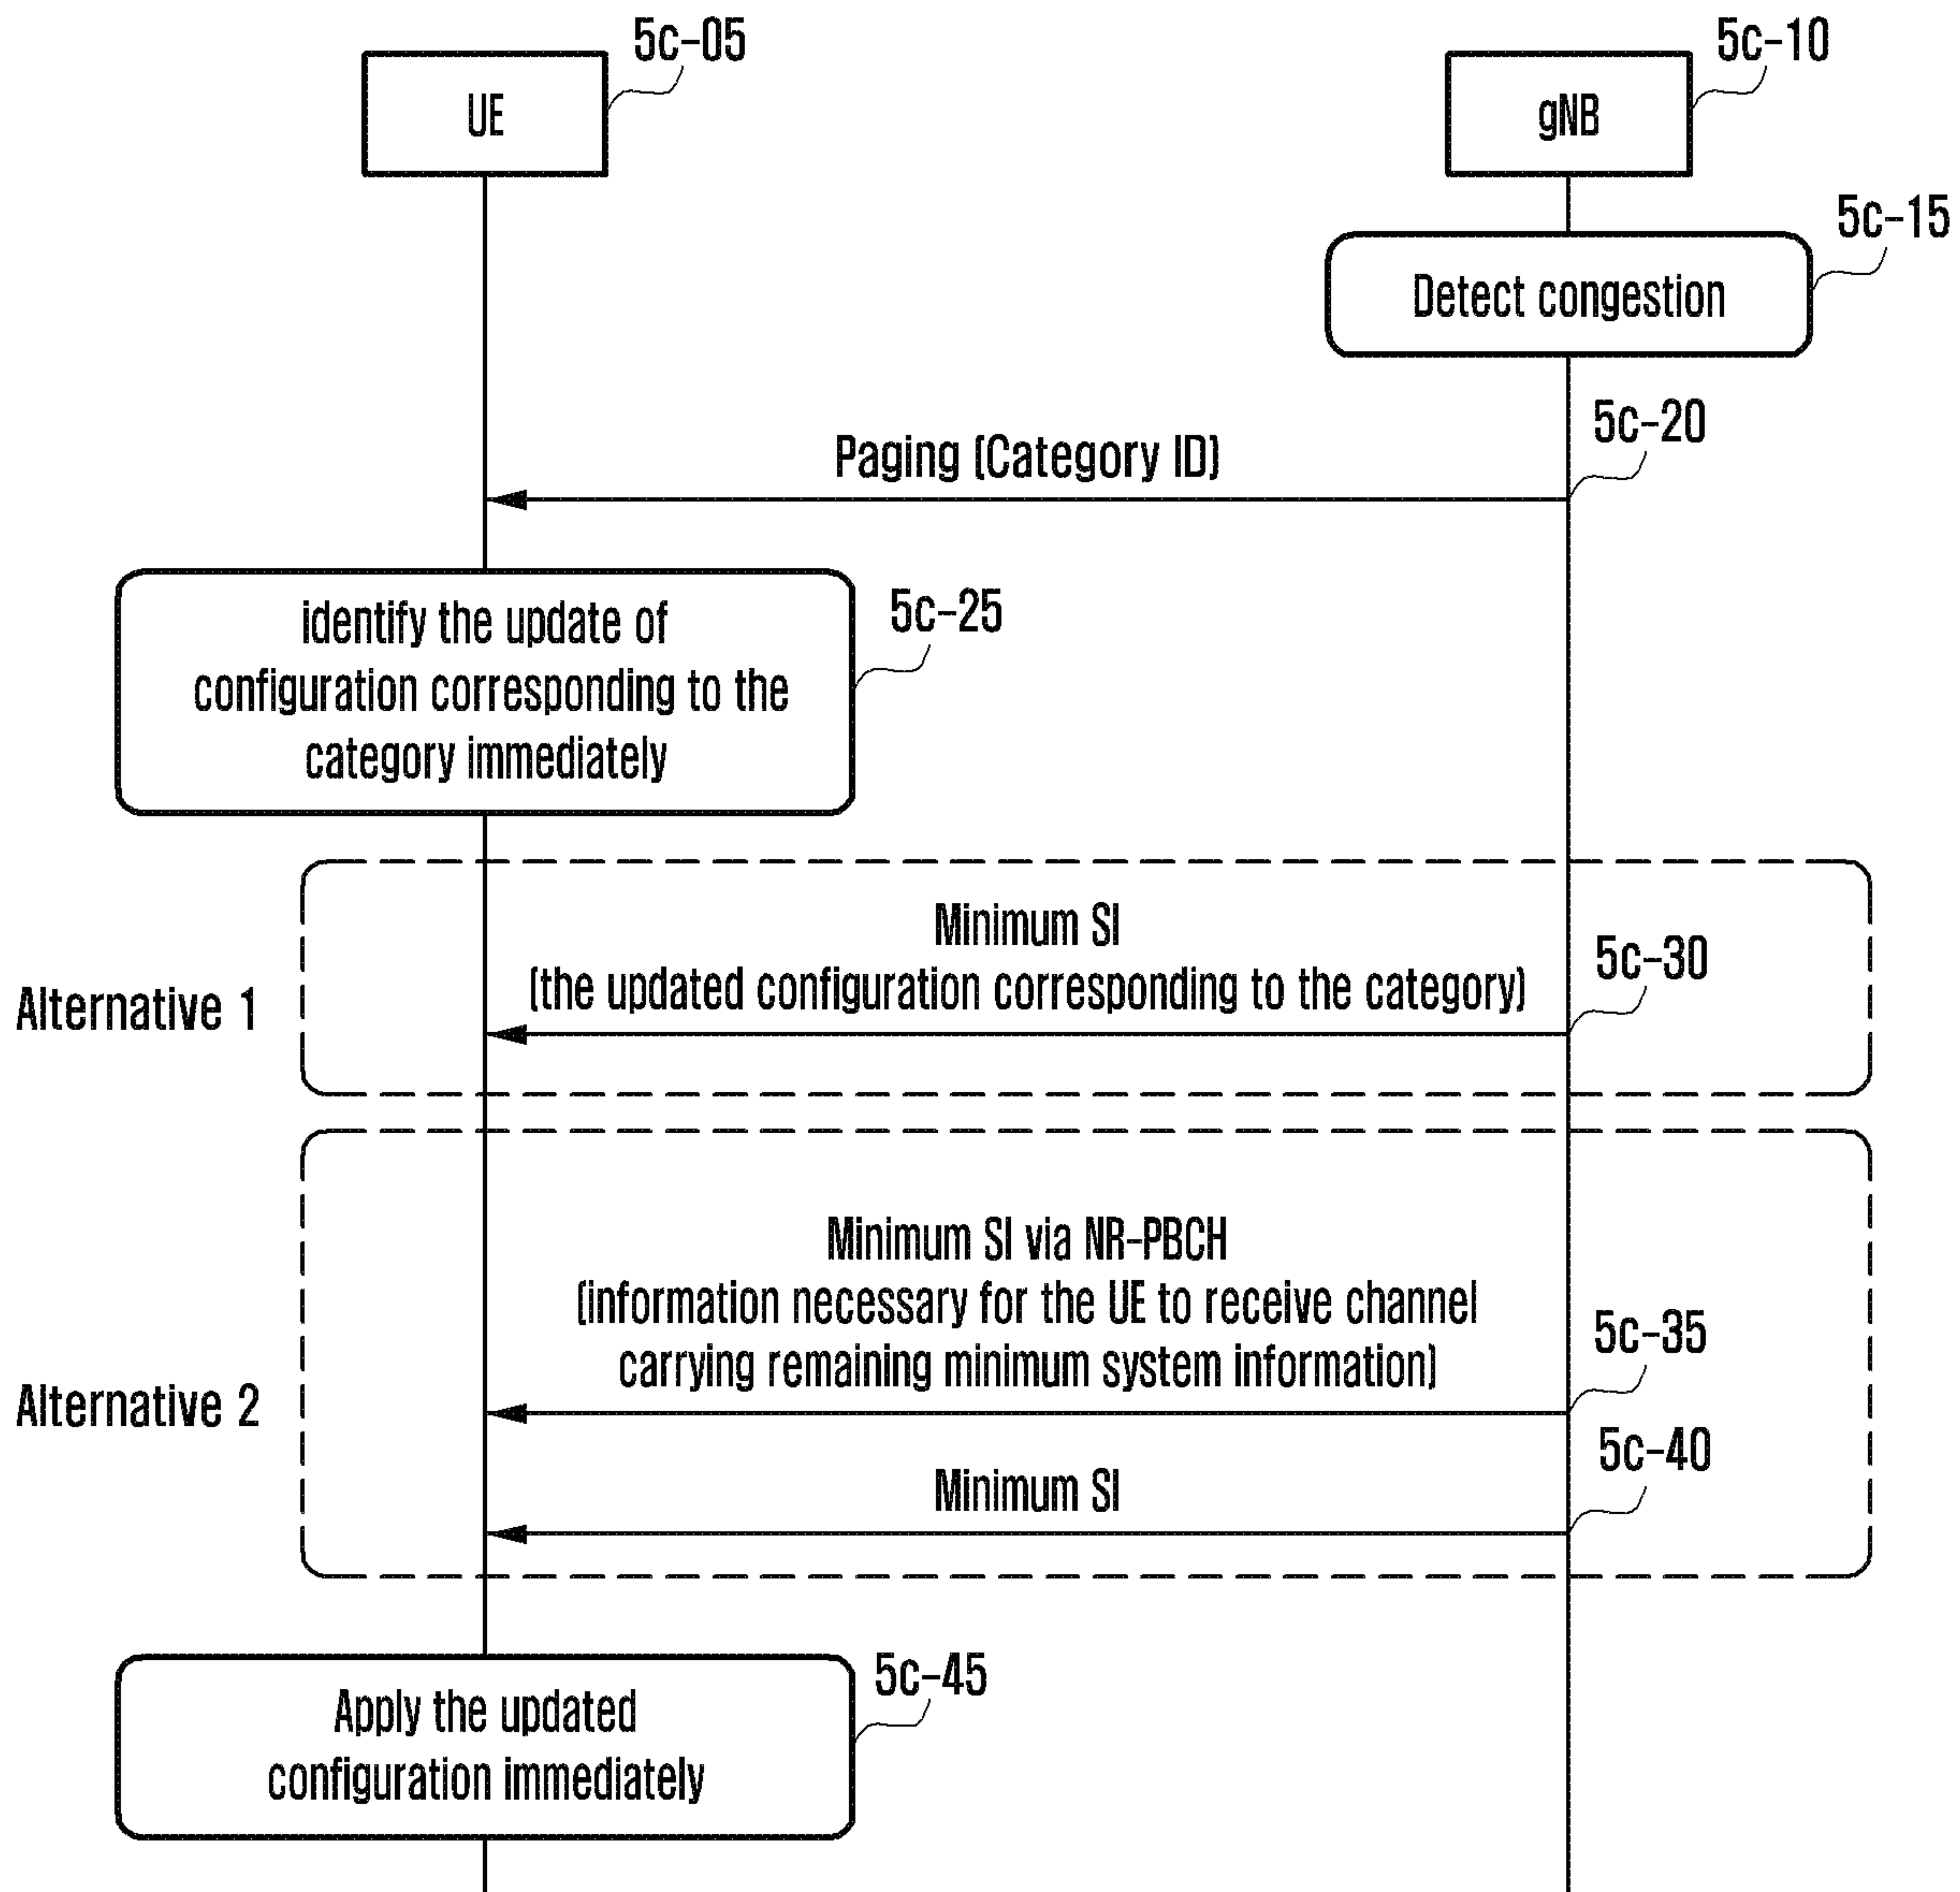 5c-05
5c-10
UE
gNB
5c-15
Detect congestion
5c-20
Paging (Category ID)
5c-25
identify the update of
configuration corresponding to the
category immediately
Minimum SI
5c-30
(the updated configuration corresponding to the category)
Alternative 1
Minimum SI via NR-PBCH
(information necessary for the UE to receive channel
5c-35
carrying remaining minimum system information)
Alternative 2
5c-40
Minimum SI
5c-45
Apply the updated
configuration immediately